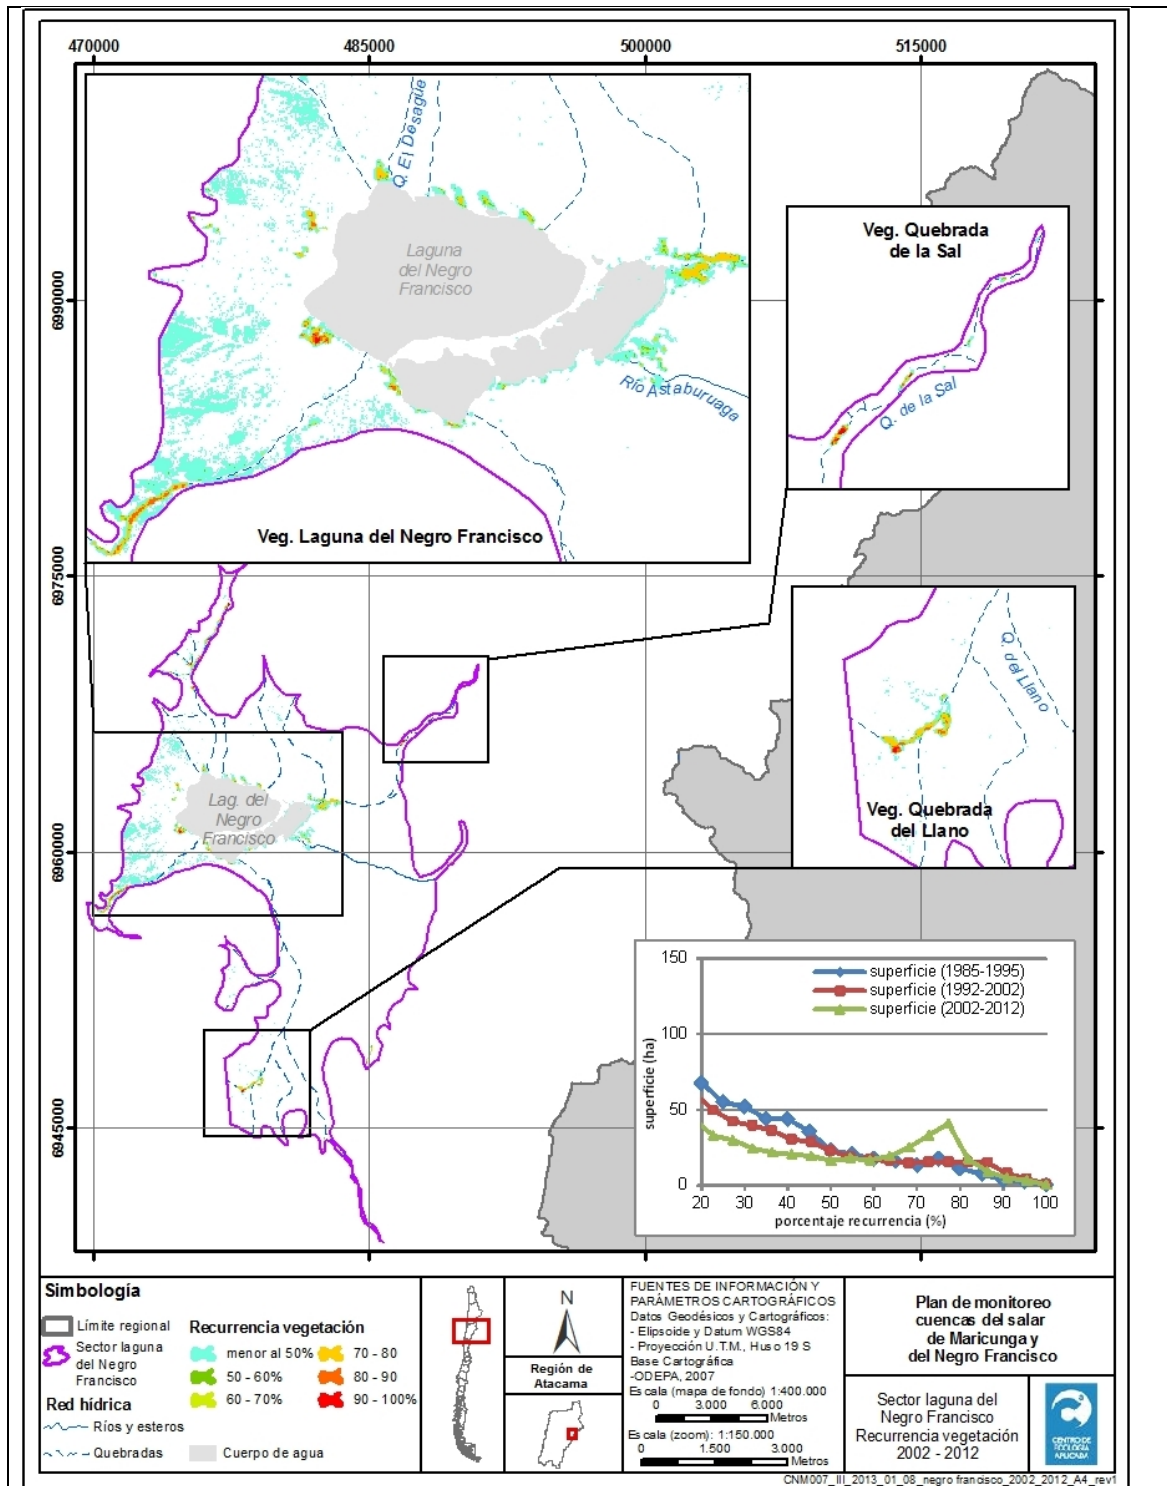 470000 485000 500000 515000
6990000
6975000
6960000
6945000
Q. El Desagüe
Laguna
del Negro
Francisco
Río Astaburuaga
Veg. Laguna del Negro Francisco
Veg. Quebrada
de la Sal
Q. de la Sal
Q. del Llano
Veg. Quebrada
del Llano
Lag. del
Negro
Francisco
superficie (ha)
150
100
50
0
superficie (1985-1995)
superficie (1992-2002)
superficie (2002-2012)
20 30 40 50 60 70 80 90 100
porcentaje recurrencia (%)
Simbología
Límite regional
Sector laguna
del Negro
Francisco
Red hídrica
Ríos y esteros
Quebradas
Recurrencia vegetación
menor al 50%
50 - 60%
60 - 70%
70 - 80
80 - 90
90 - 100%
Cuerpo de agua
N
Región de
Atacama
FUENTES DE INFORMACIÓN Y
PARÁMETROS CARTOGRÁFICOS
Datos Geodésicos y Cartográficos:
- Elipsoide y Datum WGS84
- Proyección U.T.M., Huso 19 S
Base Cartográfica
-ODEPA, 2007
Escala (mapa de fondo) 1:400.000
0 3.000 6.000
Metros
Escala (zoom): 1:150.000
0 1.500 3.000
Metros
Plan de monitoreo
cuencas del salar
de Maricunga y
del Negro Francisco
Sector laguna del
Negro Francisco
Recurrencia vegetación
2002 - 2012
CENTRO DE
ECOLOGÍA
APLICADA
CNM007_III_2013_01_08_negro francisco_2002_2012_A4_rev1